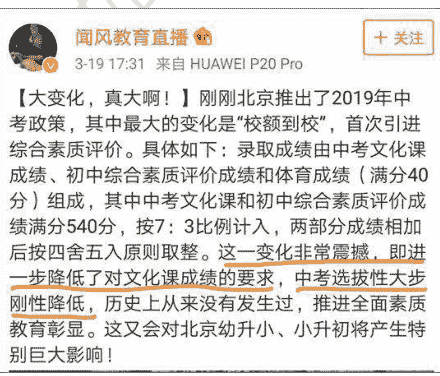 闻风教育直播
+ 关注
3-19 17:31 来自 HUAWEI P20 Pro
【大变化，真大啊！】刚刚北京推出了2019年中
考政策，其中最大的变化是“校额到校”，首次引进
综合素质评价。具体如下：录取成绩由中考文化课
成绩、初中综合素质评价成绩和体育成绩（满分40
分）组成，其中中考文化课和初中综合素质评价成
绩满分540分，按7：3比例计入，两部分成绩相加
后按四舍五入原则取整。这一变化非常震撼，即进
一步降低了对文化课成绩的要求，中考选拔性大步
刚性降低，历史上从来没有发生过，推进全面素质
教育彰显。这又会对北京幼升小、小升初将产生特
别巨大影响！